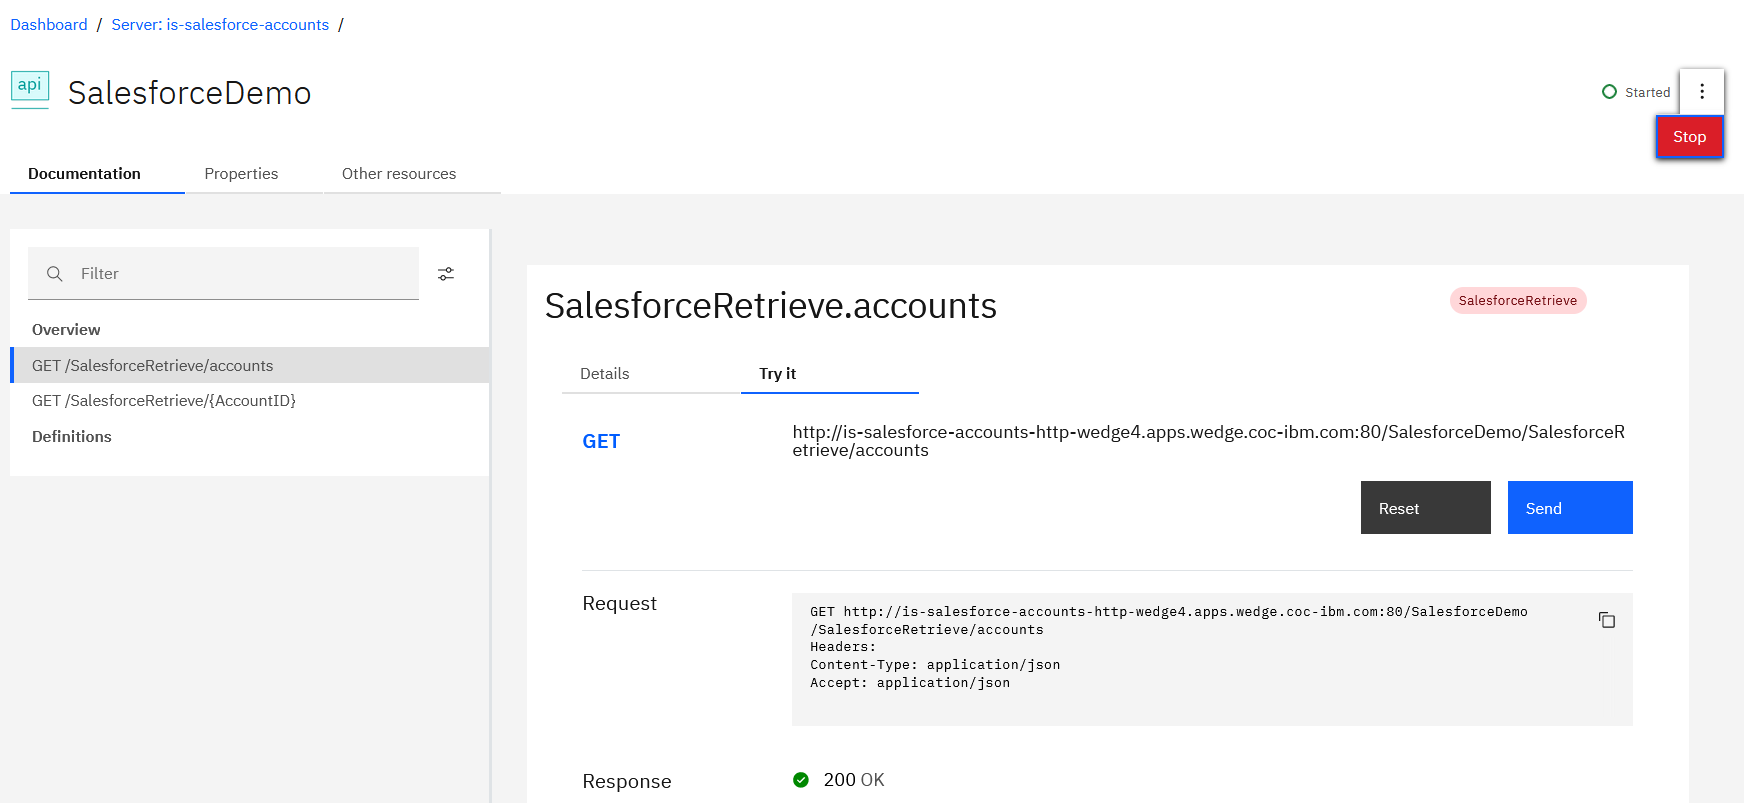 Dashboard / Server: is-salesforce-accounts /
api SalesforceDemo
Started
Stop
Documentation Properties Other resources
Filter
Overview
GET /SalesforceRetrieve/accounts
GET /SalesforceRetrieve/{AccountID}
Definitions
SalesforceRetrieve.accounts
SalesforceRetrieve
Details Try it
GET http://is-salesforce-accounts-http-wedge4.apps.wedge.coc-ibm.com:80/SalesforceDemo/SalesforceR
etrieve/accounts
Reset Send
Request
GET http://is-salesforce-accounts-http-wedge4.apps.wedge.coc-ibm.com:80/SalesforceDemo
/SalesforceRetrieve/accounts
Headers:
Content-Type: application/json
Accept: application/json
Response 200 OK